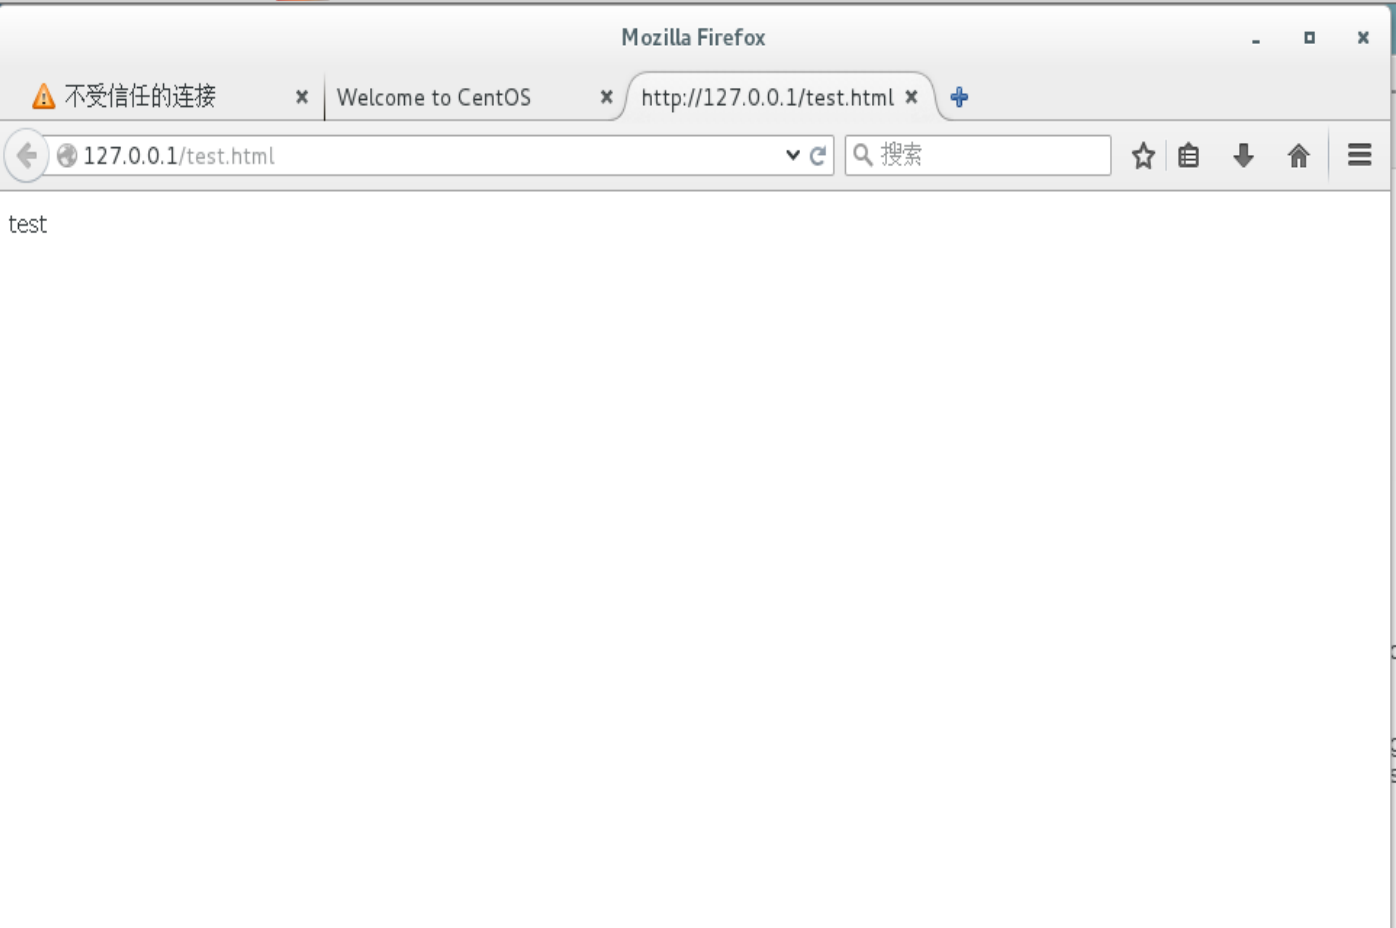 Mozilla Firefox
不受信任的连接
Welcome to CentOS
http://127.0.0.1/test.html
127.0.0.1/test.html
搜索
test